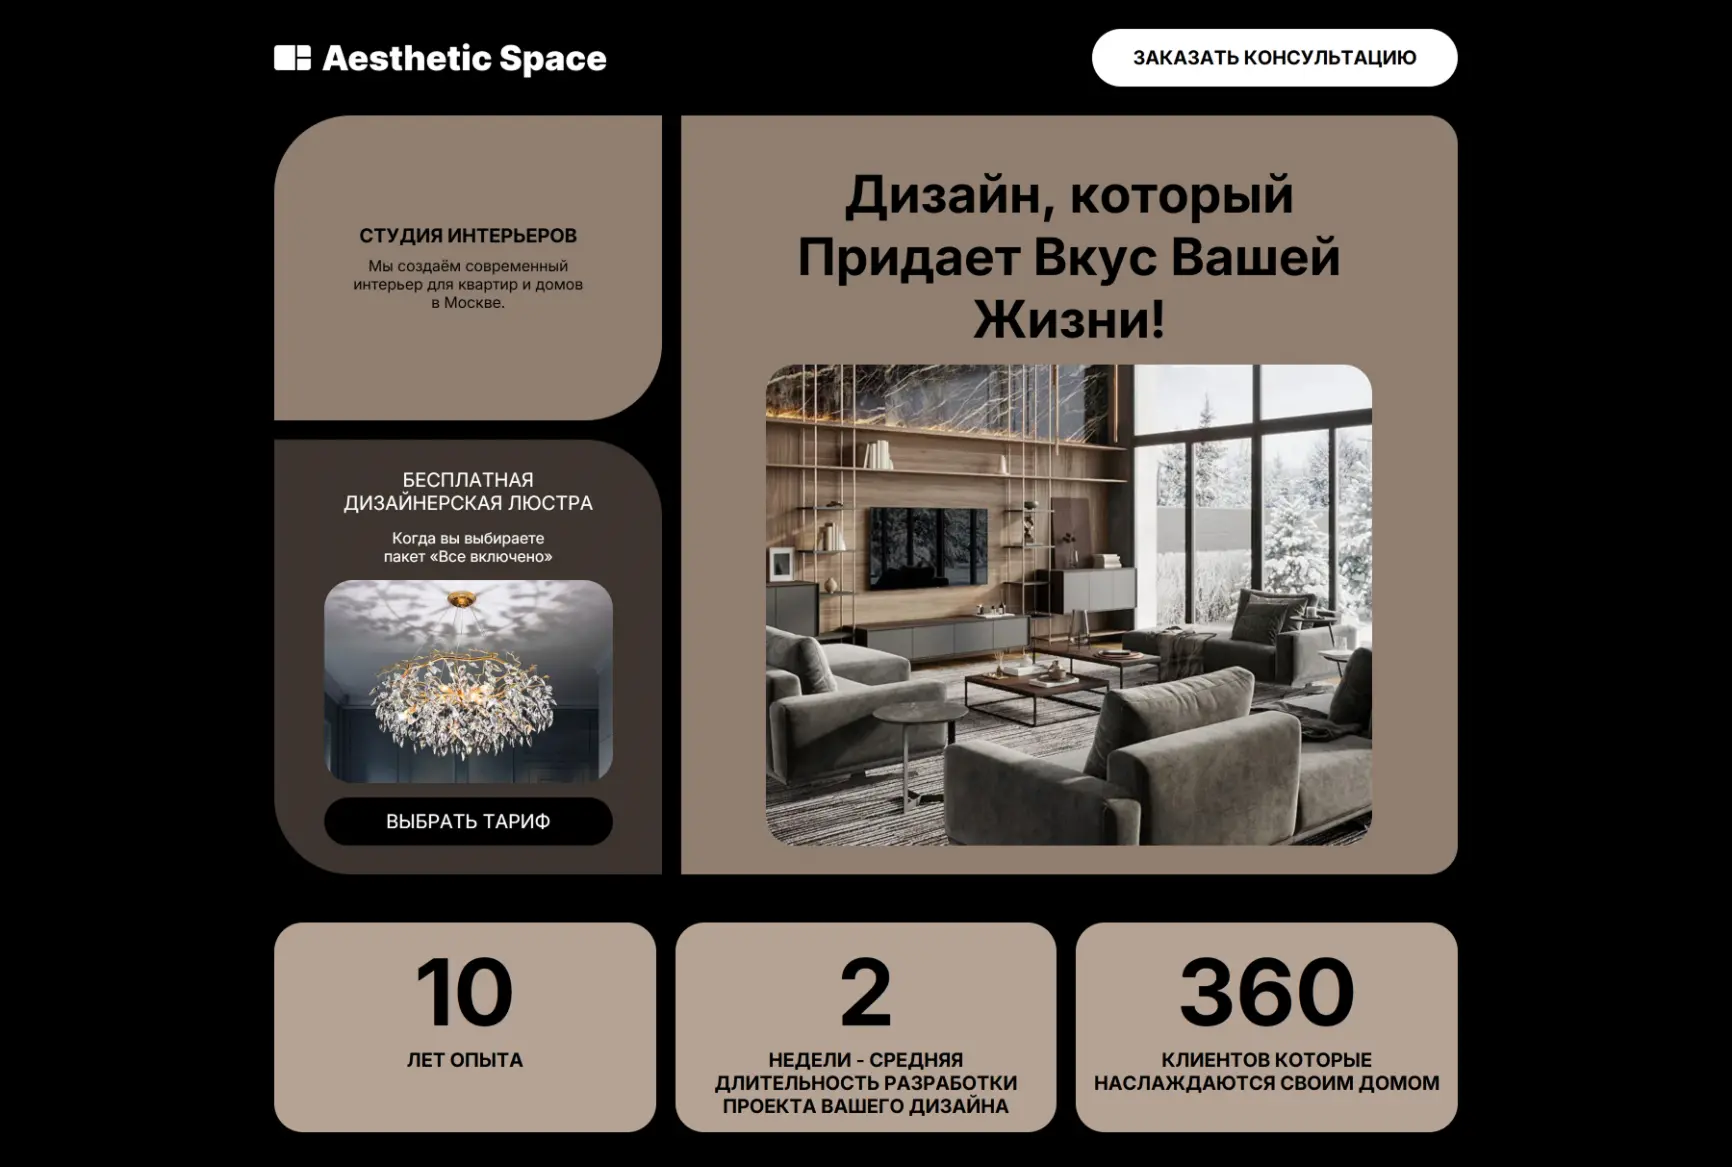 Aesthetic Space
ЗАКАЗАТЬ КОНСУЛЬТАЦИЮ
СТУДИЯ ИНТЕРЬЕРОВ
Мы создаём современный
интерьер для квартир и домов
в Москве.
БЕСПЛАТНАЯ
ДИЗАЙНЕРСКАЯ ЛЮСТРА
Когда вы выбираете
пакет «Все включено»
ВЫБРАТЬ ТАРИФ
Дизайн, который
Придает Вкус Вашей
Жизни!
10
ЛЕТ ОПЫТА
2
НЕДЕЛИ - СРЕДНЯЯ
ДЛИТЕЛЬНОСТЬ РАЗРАБОТКИ
ПРОЕКТА ВАШЕГО ДИЗАЙНА
360
КЛИЕНТОВ КОТОРЫЕ
НАСЛАЖДАЮТСЯ СВОИМ ДОМОМ